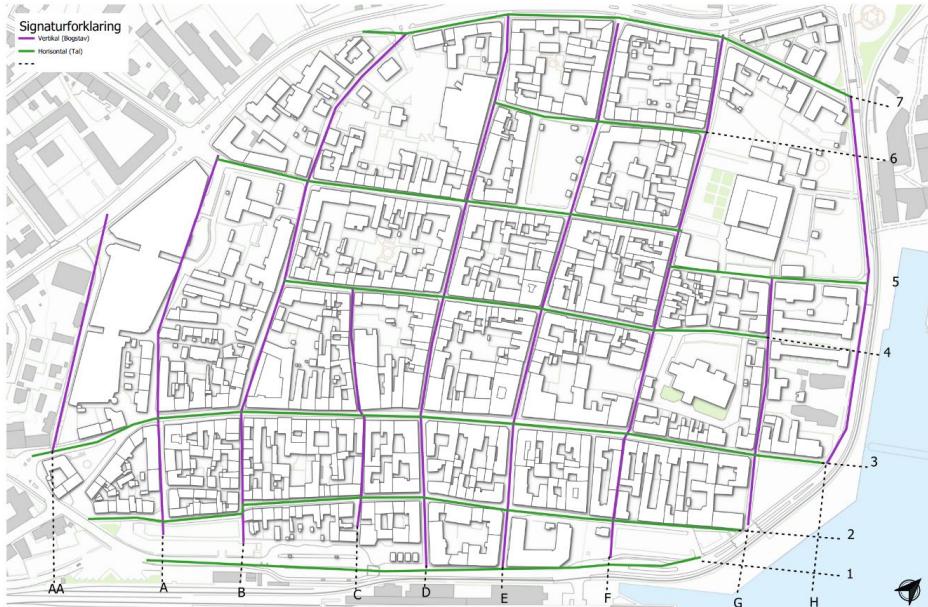 Signaturforklaring
Vertikal (Bogstav)
Horisontal (Tal)
7
6
5
4
3
2
1
AA
A
B
C
D
E
F
G
H